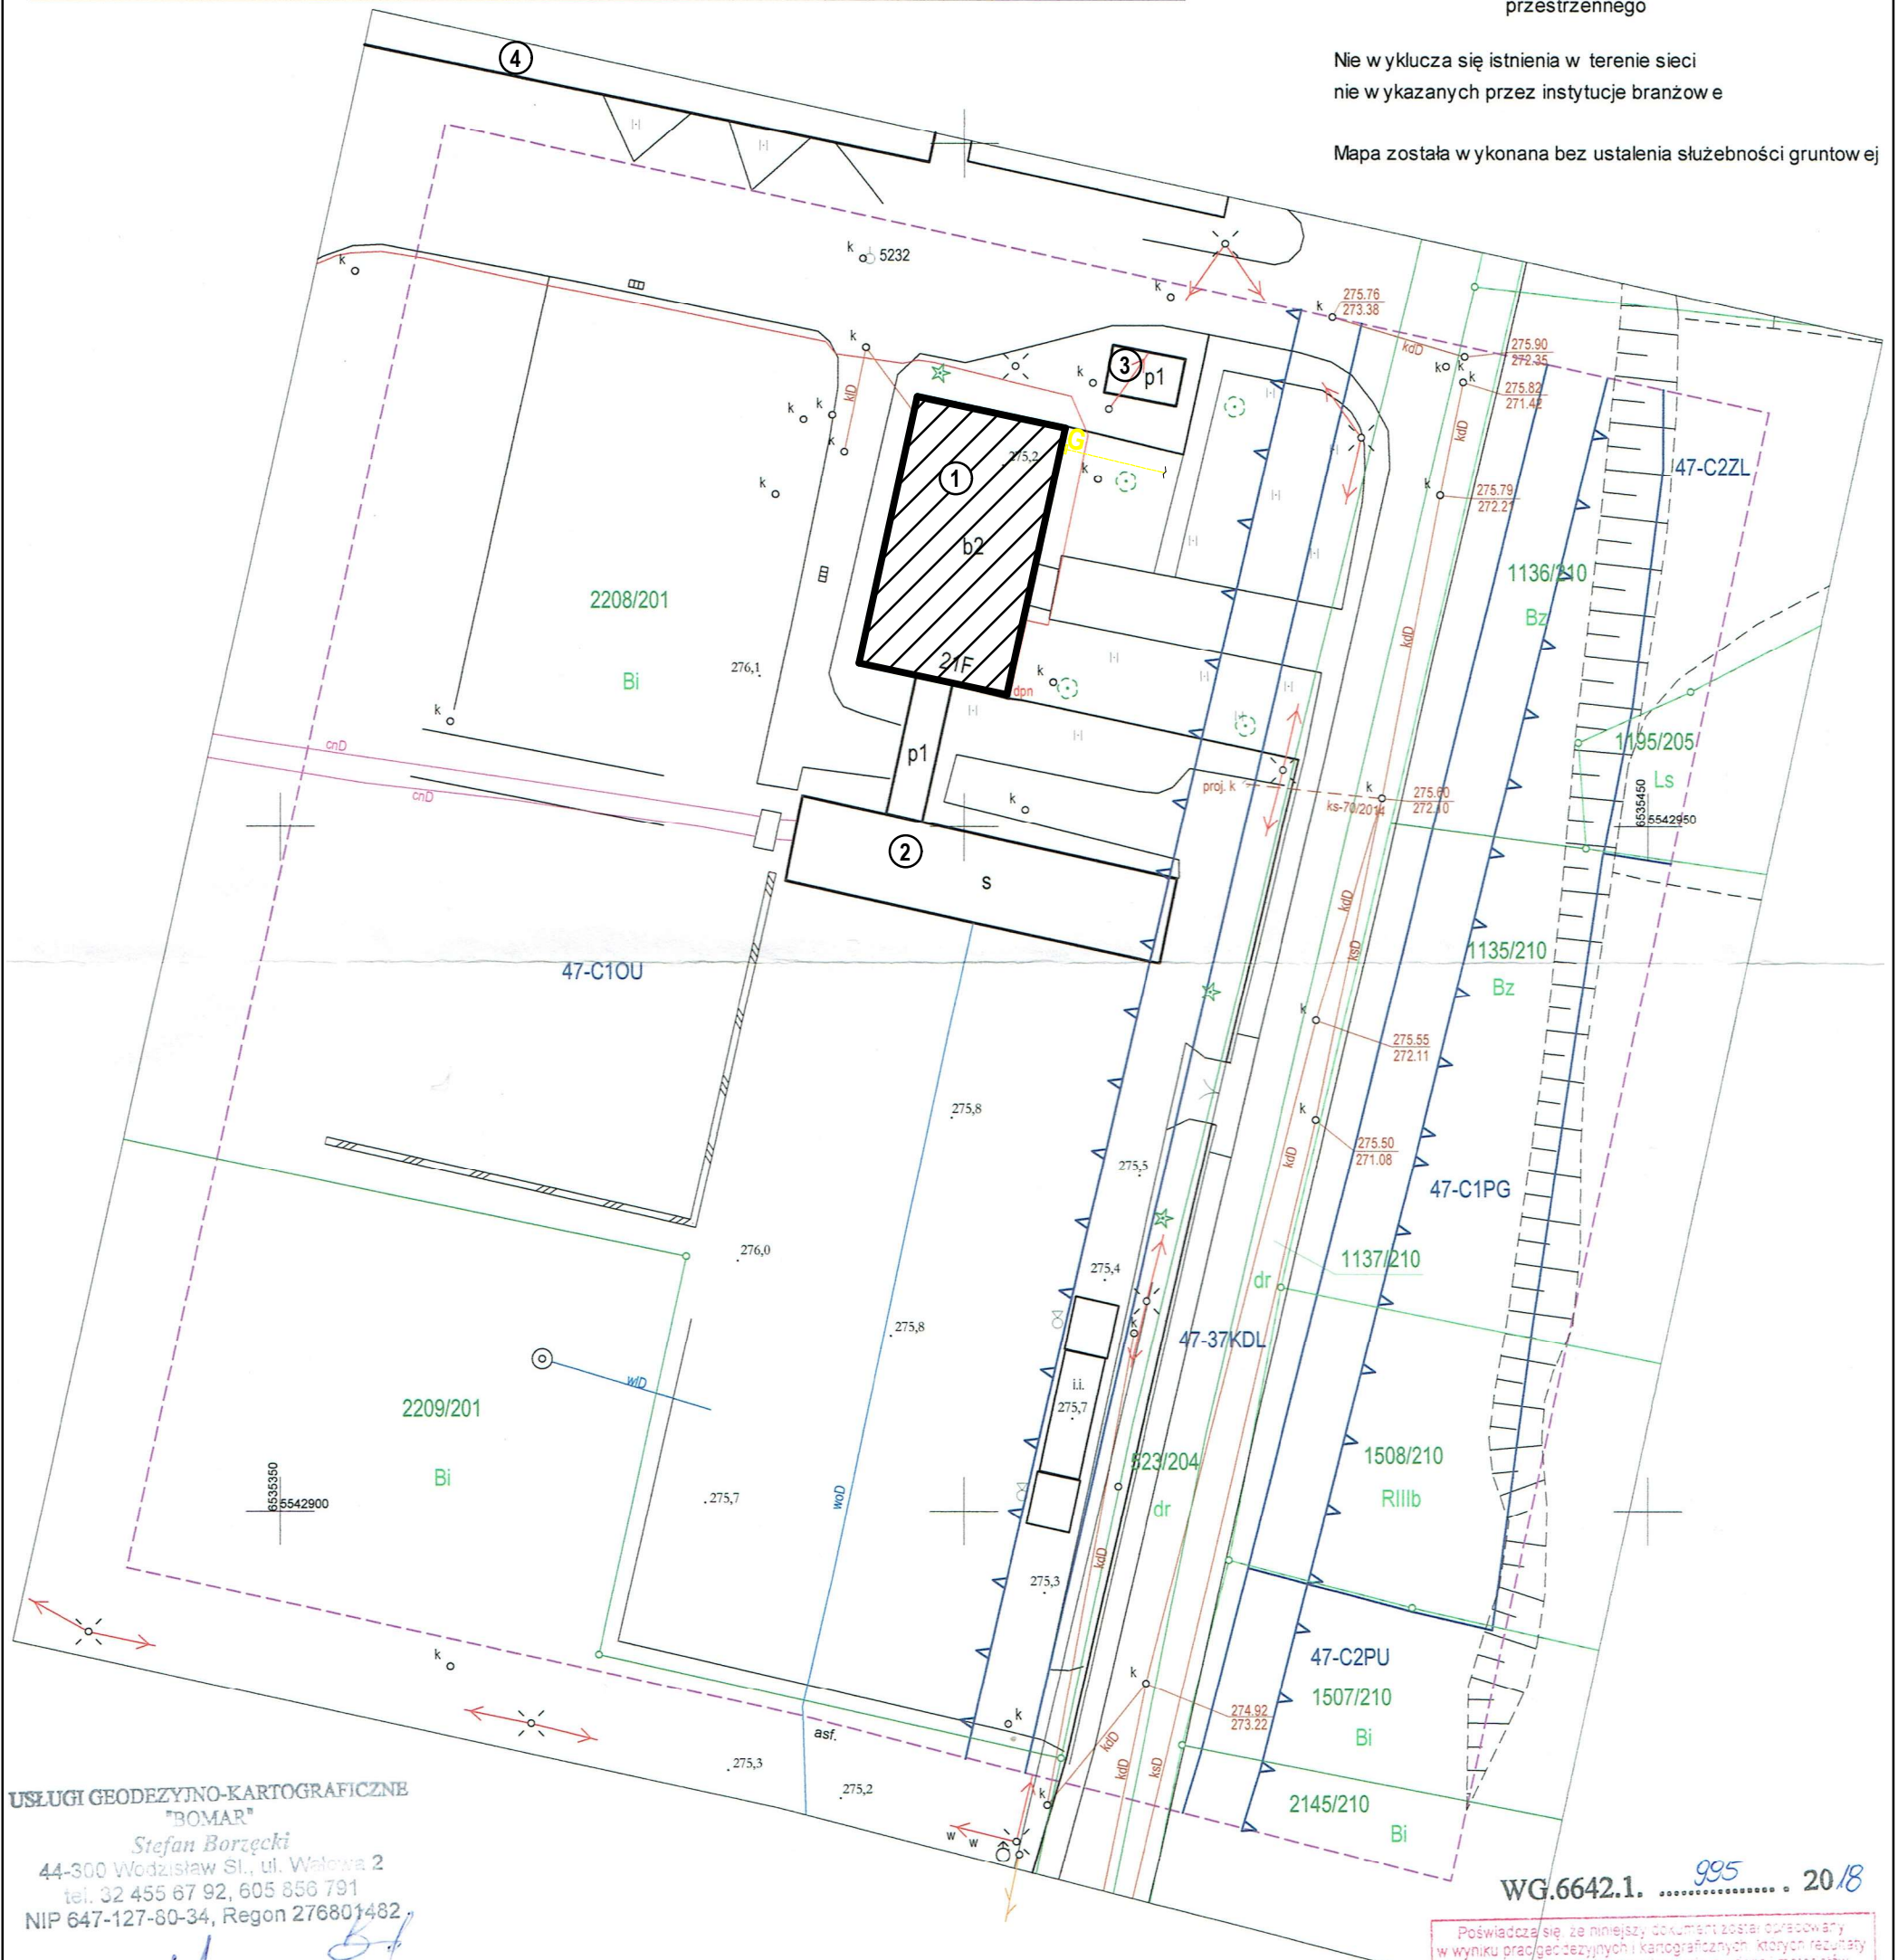 przestrzennego
Nie wyklucza się istnienia w terenie sieci
nie wykazanych przez instytucje branżowe
Mapa została wykonana bez ustalenia służebności gruntowej
4
k
5232
k
k
k
275.76
273.38
kdD
275.90
272.35
k
k
k
275.82
271.42
k
klD
k
k
k
3
p1
k
G
275,2
1
k
k
kdD
k
275.79
272.21
47-C2ZL
b2
1136/210
Bz
2208/201
Bi
276,1
21F
dpn
k
kdD
k
cnD
cnD
p1
k
proj. k
ks-70/2014
k
275.60
272.10
1195/205
Ls
6535450
5542950
2
s
kdD
ksD
47-C1OU
1135/210
Bz
k
275.55
272.11
275,8
k
275.50
271.08
kdD
275,5
47-C1PG
276,0
275,4
1137/210
dr
275,8
k
47-37KDL
wlD
i.i.
275,7
2209/201
Bi
523/204
dr
1508/210
RIIIb
6535350
5542900
275,7
woD
kdD
275,3
k
k
47-C2PU
1507/210
Bi
274.92
273.22
k
asf.
275,3
275,2
kdD
kdD
ksD
k
w
w
2145/210
Bi
USŁUGI GEODEZYJNO-KARTOGRAFICZNE
"BOMAR"
Stefan Borzęcki
44-300 Wodzisław Śl., ul. Wałowa 2
tel. 32 455 67 92, 605 856 791
NIP 647-127-80-34, Regon 276801482
WG.6642.1. 995 . 2018
Poświadcza się, że niniejszy dokument został opracowany
w wyniku prac geodezyjnych i kartograficznych, których rezultaty